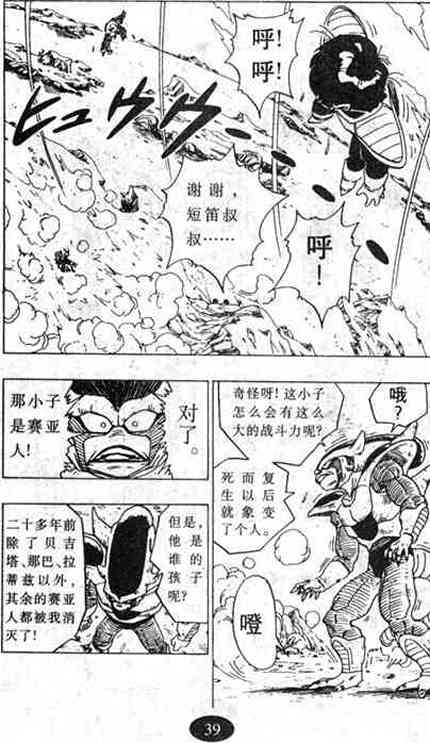 呼!
呼!
ヒュウウー
谢谢，
短笛叔
叔……
呼!
哦?
奇怪呀! 这小子
怎么会有这么
大的战斗力呢?
死而复
生以后
就象变
了个人。
噔
对了。
那小子
是赛亚
人!
但是,
他是
谁的
孩子
呢?
二十多年前
除了贝吉
塔、那巴、拉
蒂兹以外,
其余的赛亚
人都被我消
灭了!
39